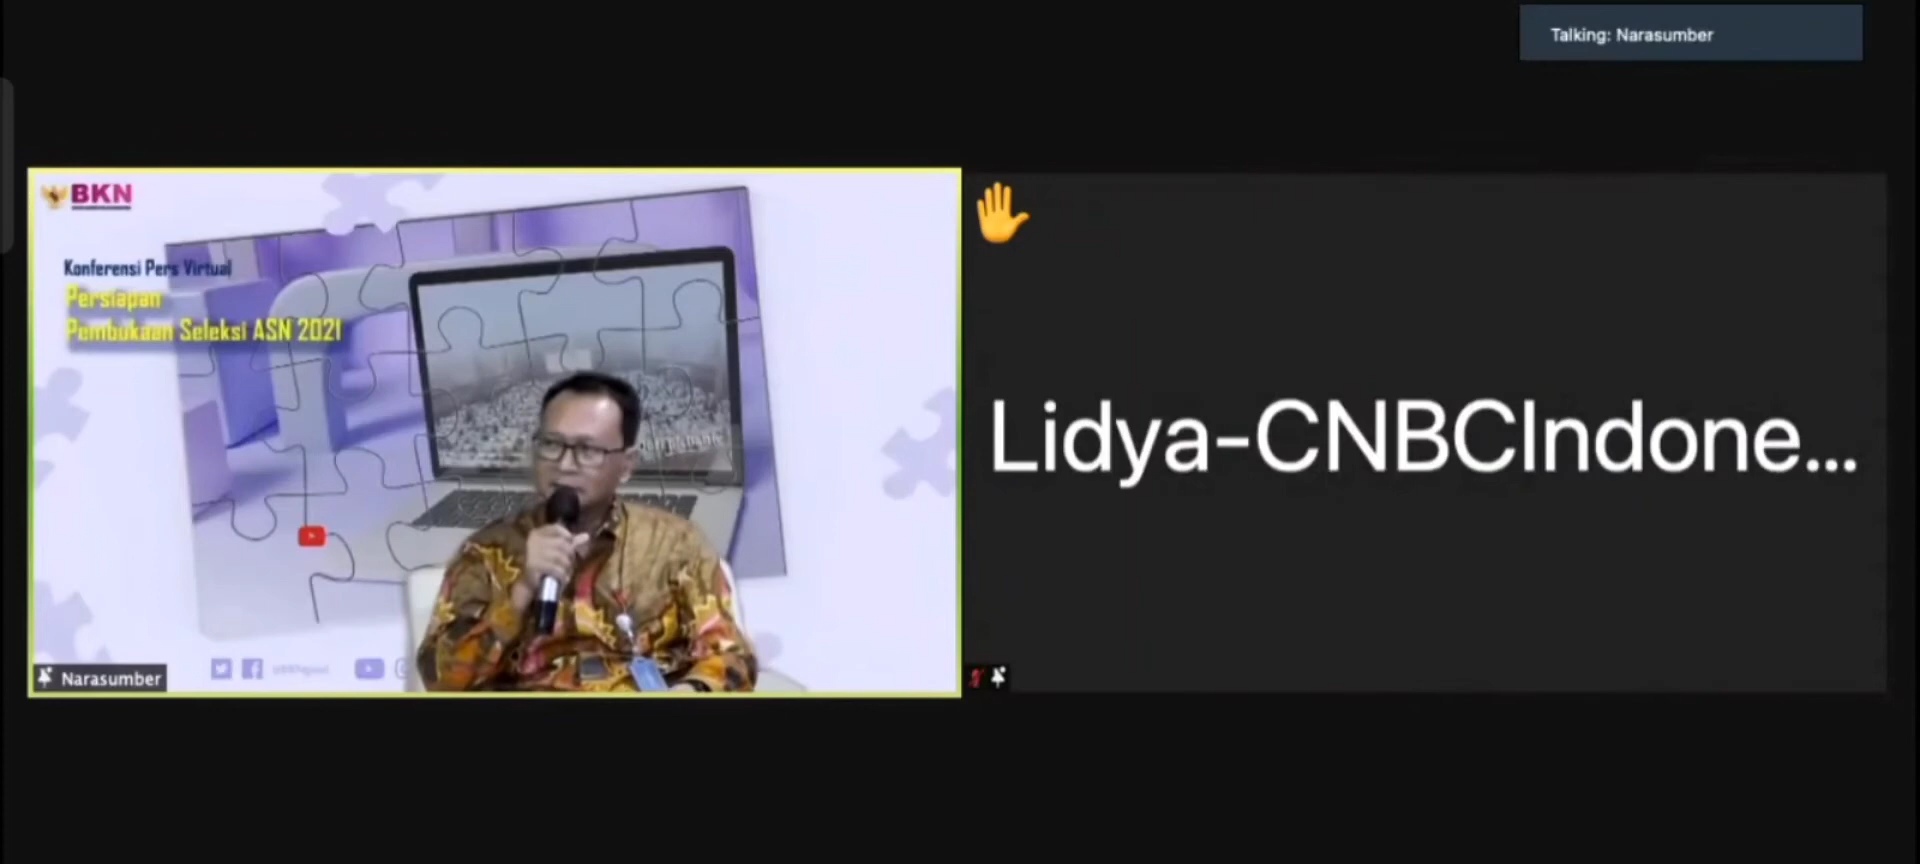 Talking: Narasumber
BKN
Konferensi Pers Virtual
Persiapan
Pembukaan Seleksi ASN 2021
Narasumber
Lidya-CNBCIndone...